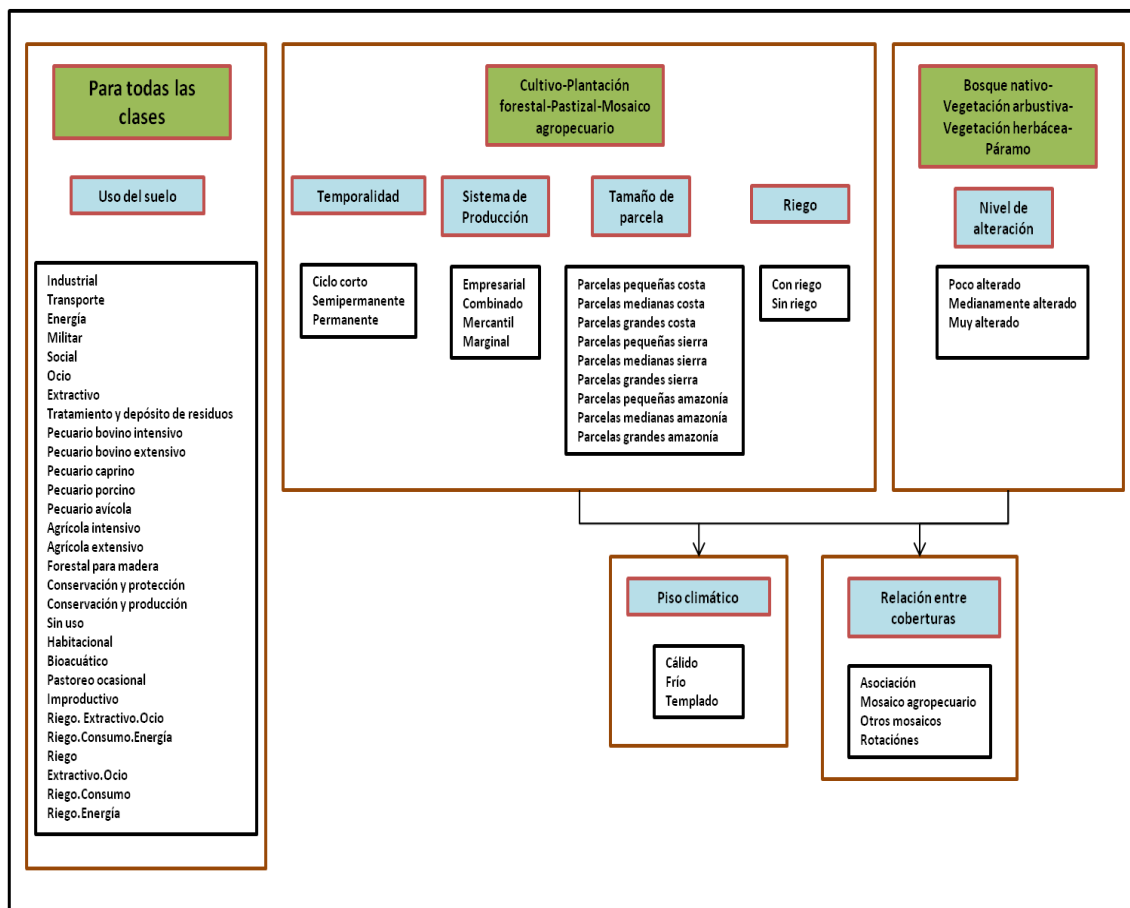 Para todas las
clases
Uso del suelo
Industrial
Transporte
Energía
Militar
Social
Ocio
Extractivo
Tratamiento y depósito de residuos
Pecuario bovino intensivo
Pecuario bovino extensivo
Pecuario caprino
Pecuario porcino
Pecuario avícola
Agrícola intensivo
Agrícola extensivo
Forestal para madera
Conservación y protección
Conservación y producción
Sin uso
Habitacional
Bioacuático
Pastoreo ocasional
Improductivo
Riego. Extractivo.Ocio
Riego.Consumo.Energía
Riego
Extractivo.Ocio
Riego.Consumo
Riego.Energía
Cultivo-Plantación
forestal-Pastizal-Mosaico
agropecuario
Temporalidad
Ciclo corto
Semipermanente
Permanente
Sistema de
Producción
Empresarial
Combinado
Mercantil
Marginal
Tamaño de
parcela
Parcelas pequeñas costa
Parcelas medianas costa
Parcelas grandes costa
Parcelas pequeñas sierra
Parcelas medianas sierra
Parcelas grandes sierra
Parcelas pequeñas amazonía
Parcelas medianas amazonía
Parcelas grandes amazonía
Riego
Con riego
Sin riego
Bosque nativo-
Vegetación arbustiva-
Vegetación herbácea-
Páramo
Nivel de
alteración
Poco alterado
Medianamente alterado
Muy alterado
Piso climático
Cálido
Frío
Templado
Relación entre
coberturas
Asociación
Mosaico agropecuario
Otros mosaicos
Rotaciónes